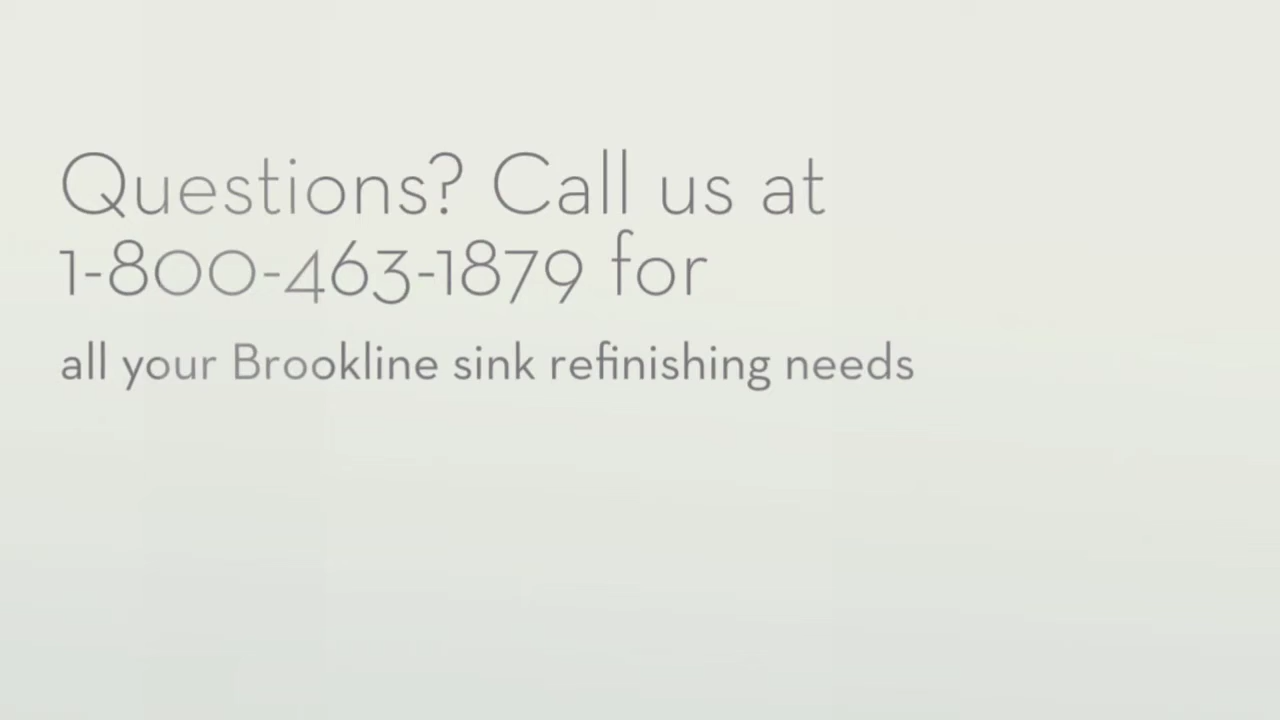 Questions? Call us at
1-800-463-1879 for
all your Brookline sink refinishing needs